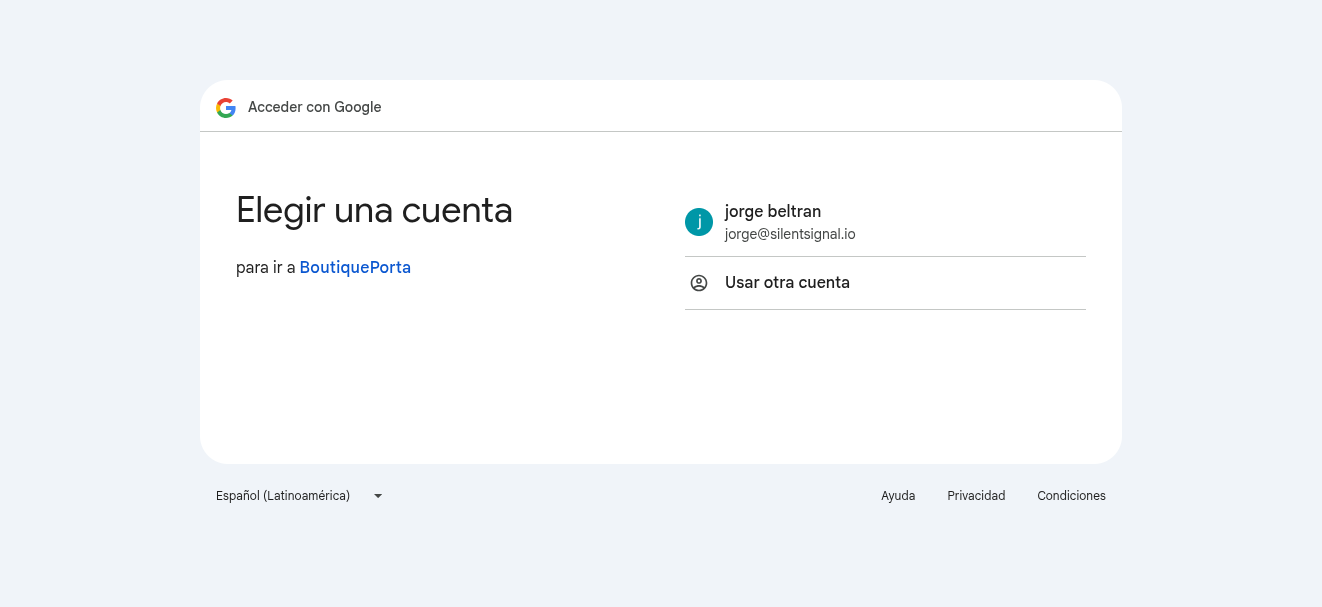 Acceder con Google
Elegir una cuenta
para ir a BoutiquePorta
j
jorge beltran
jorge@silentsignal.io
Usar otra cuenta
Español (Latinoamérica)
Ayuda
Privacidad
Condiciones